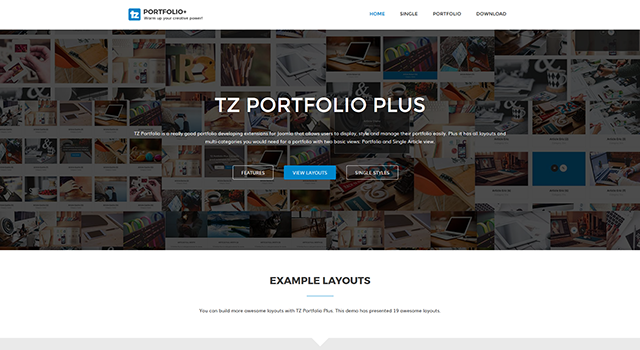 tz PORTFOLIO+
Warm up your creative power!
HOME SINGLE PORTFOLIO DOWNLOAD
TZ PORTFOLIO PLUS
TZ Portfolio is a really good portfolio developing extensions for Joomla that allows users to display, style and manage their portfolio easily. Plus it has all layouts and
multi-categories you would need for a portfolio with two basic views: Portfolio and Single Article view.
FEATURES VIEW LAYOUTS SINGLE STYLES
EXAMPLE LAYOUTS
You can build more awesome layouts with TZ Portfolio Plus. This demo has presented 19 awesome layouts.